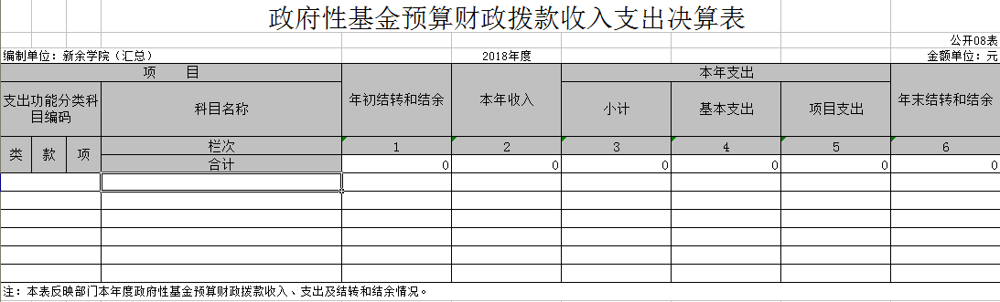 政府性基金预算财政拨款收入支出决算表
公开08表
编制单位：新余学院（汇总） 2018年度 金额单位：元
项 目 年初结转和结余 本年收入 本年支出 年末结转和结余
支出功能分类科目编码 科目名称 小计 基本支出 项目支出
类 款 项 栏次 1 2 3 4 5 6
合计 0 0 0 0 0 0
注：本表反映部门本年度政府性基金预算财政拨款收入、支出及结转和结余情况。